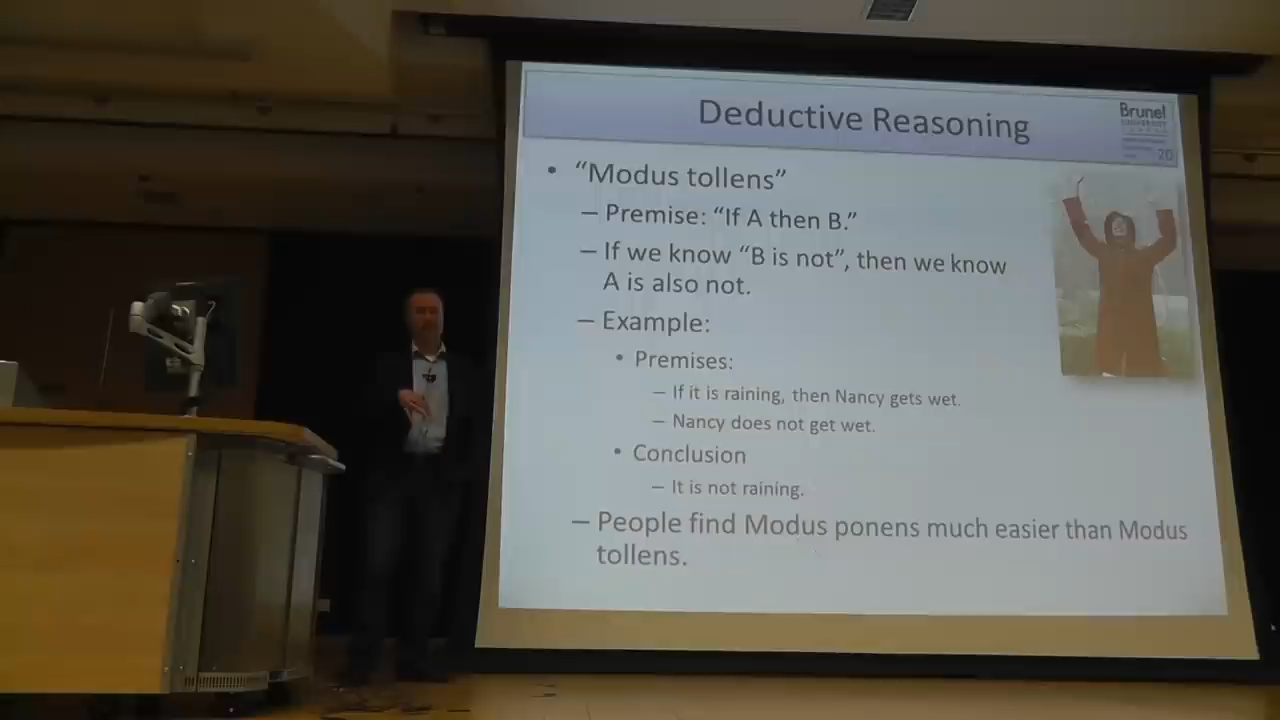 Deductive Reasoning
Brunel
UNIVERSITY
LONDON
20
• “Modus tollens”
– Premise: “If A then B.”
– If we know “B is not”, then we know
A is also not.
– Example:
• Premises:
– If it is raining, then Nancy gets wet.
– Nancy does not get wet.
• Conclusion
– It is not raining.
– People find Modus ponens much easier than Modus
tollens.